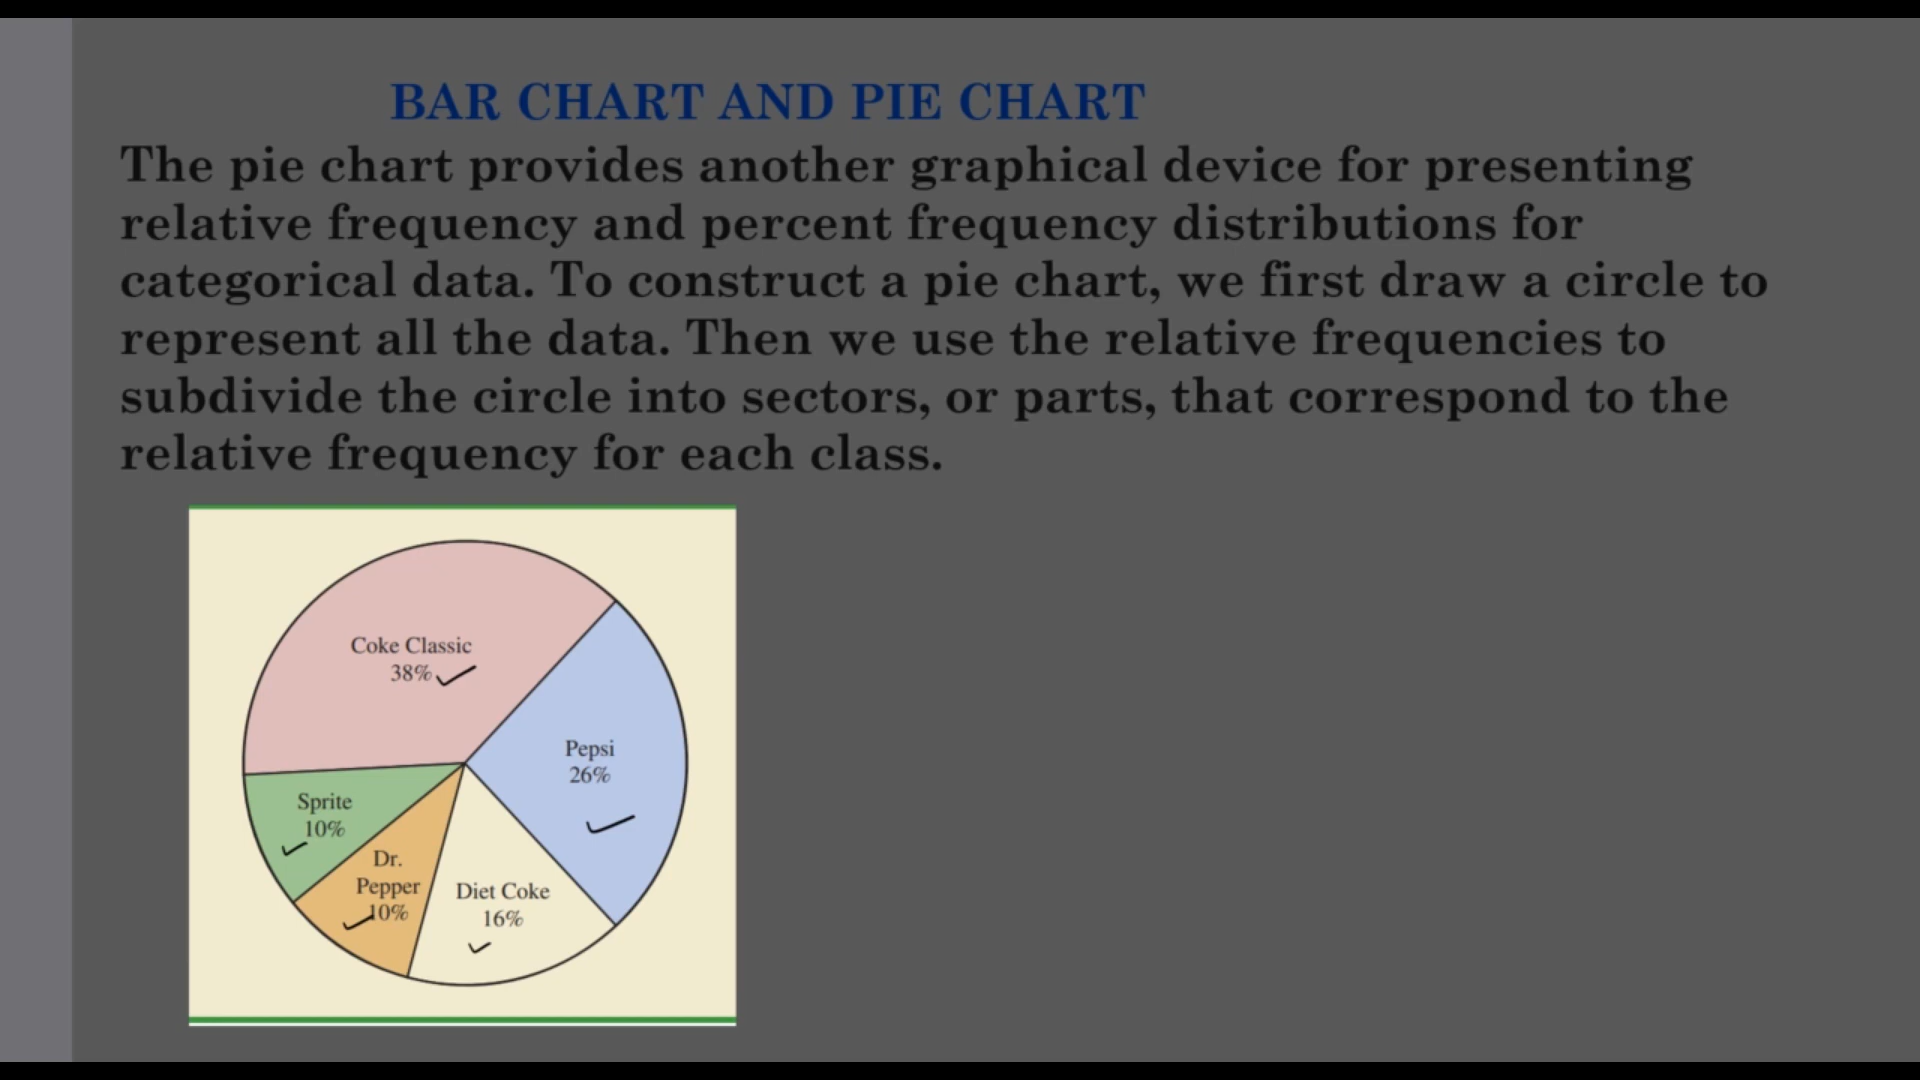 BAR CHART AND PIE CHART
The pie chart provides another graphical device for presenting
relative frequency and percent frequency distributions for
categorical data. To construct a pie chart, we first draw a circle to
represent all the data. Then we use the relative frequencies to
subdivide the circle into sectors, or parts, that correspond to the
relative frequency for each class.
Coke Classic
38%
Pepsi
26%
Sprite
10%
Dr.
Pepper
10%
Diet Coke
16%